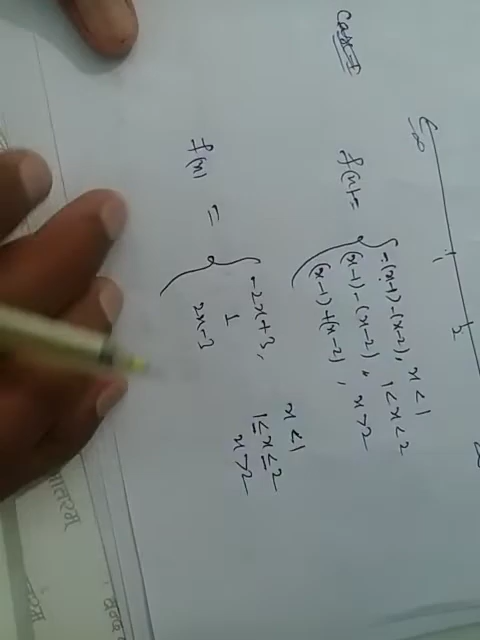 -∞ 1 2
Case-I
f(x)= { -(x-1)-(x-2), x<1
(x-1)-(x-2), 1<x<2
(x-1)+(x-2), x>2
f(x) = { -2x+3, x<1
1 1≤x≤2
2x-3 x>2
मातरम्